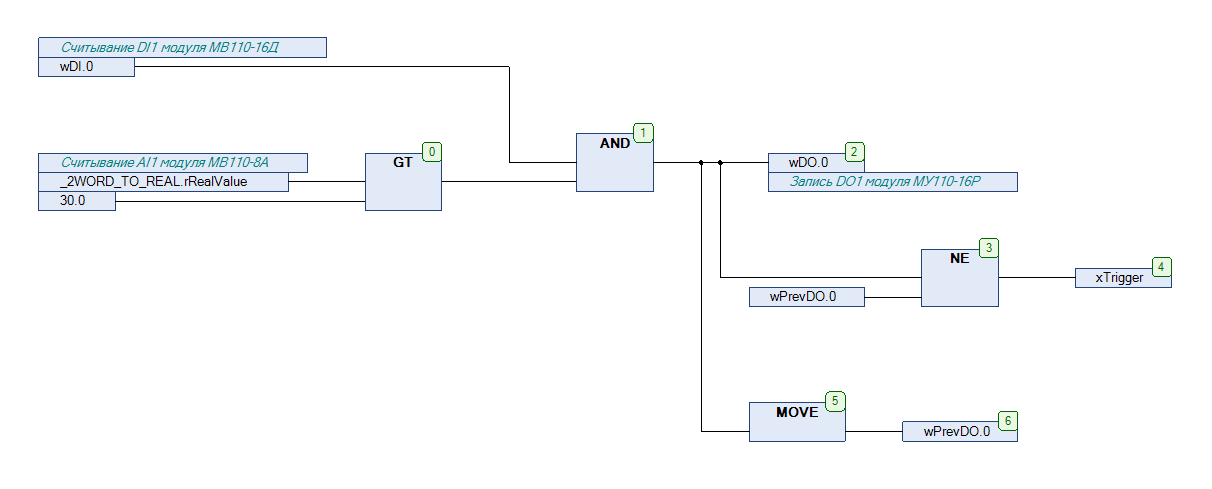 Считывание DI1 модуля МВ110-16Д
wDI.0
Считывание AI1 модуля МВ110-8А
_2WORD_TO_REAL.rRealValue
30.0
GT
0
AND
1
wDO.0
2
Запись DO1 модуля МУ110-16Р
NE
3
wPrevDO.0
xTrigger
4
MOVE
5
wPrevDO.0
6